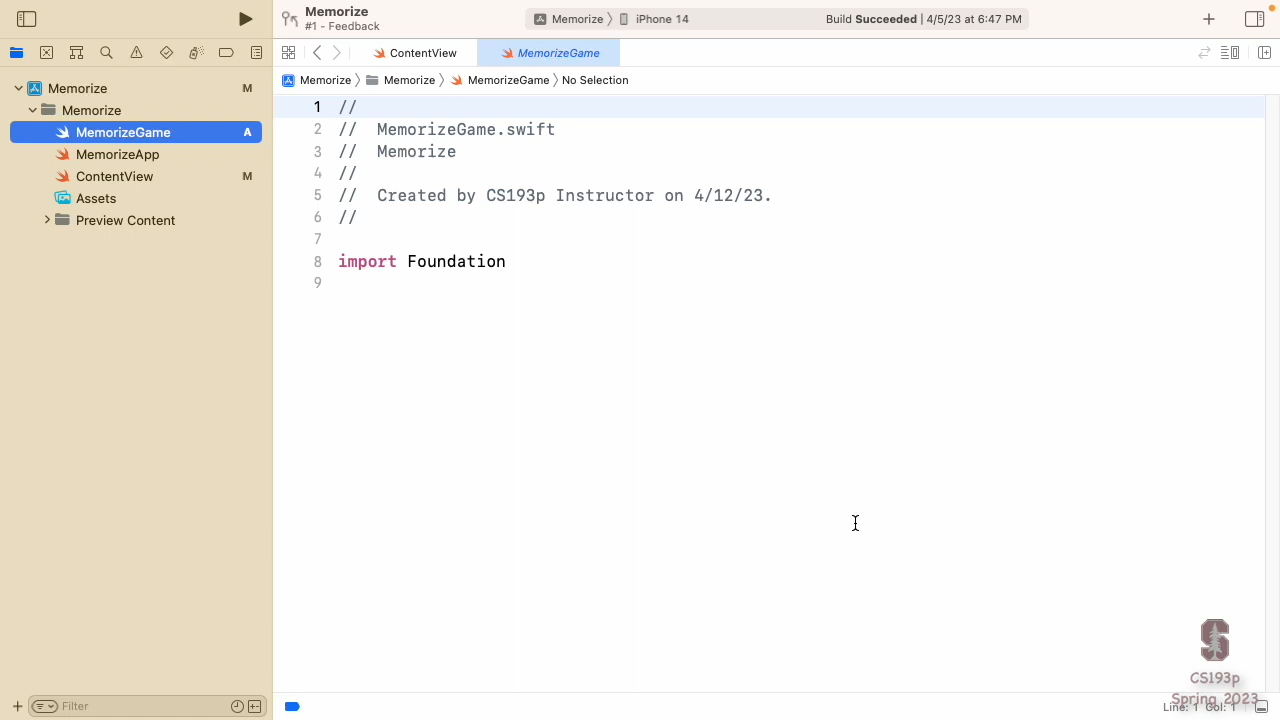 Memorize
#1 - Feedback
Memorize
iPhone 14
Build Succeeded | 4/5/23 at 6:47 PM
ContentView
MemorizeGame
Memorize
Memorize
MemorizeGame
No Selection
Memorize M
Memorize
MemorizeGame A
MemorizeApp
ContentView M
Assets
Preview Content
1 //
2 //  MemorizeGame.swift
3 //  Memorize
4 //
5 //  Created by CS193p Instructor on 4/12/23.
6 //
7
8 import Foundation
9
CS193p
Spring 2023
Filter
Line: 1 Col: 1